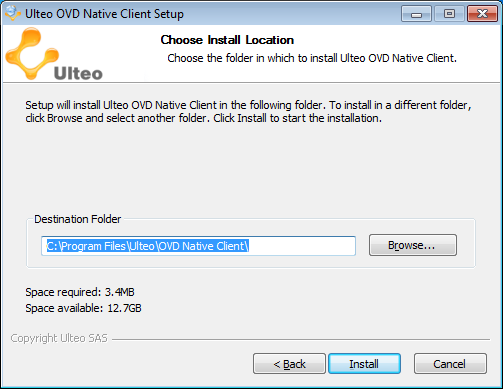 Ulteo OVD Native Client Setup
Ulteo
Choose Install Location
Choose the folder in which to install Ulteo OVD Native Client.
Setup will install Ulteo OVD Native Client in the following folder. To install in a different folder,
click Browse and select another folder. Click Install to start the installation.
Destination Folder
C:\Program Files\Ulteo\OVD Native Client\
Browse...
Space required: 3.4MB
Space available: 12.7GB
Copyright Ulteo SAS
< Back Install Cancel